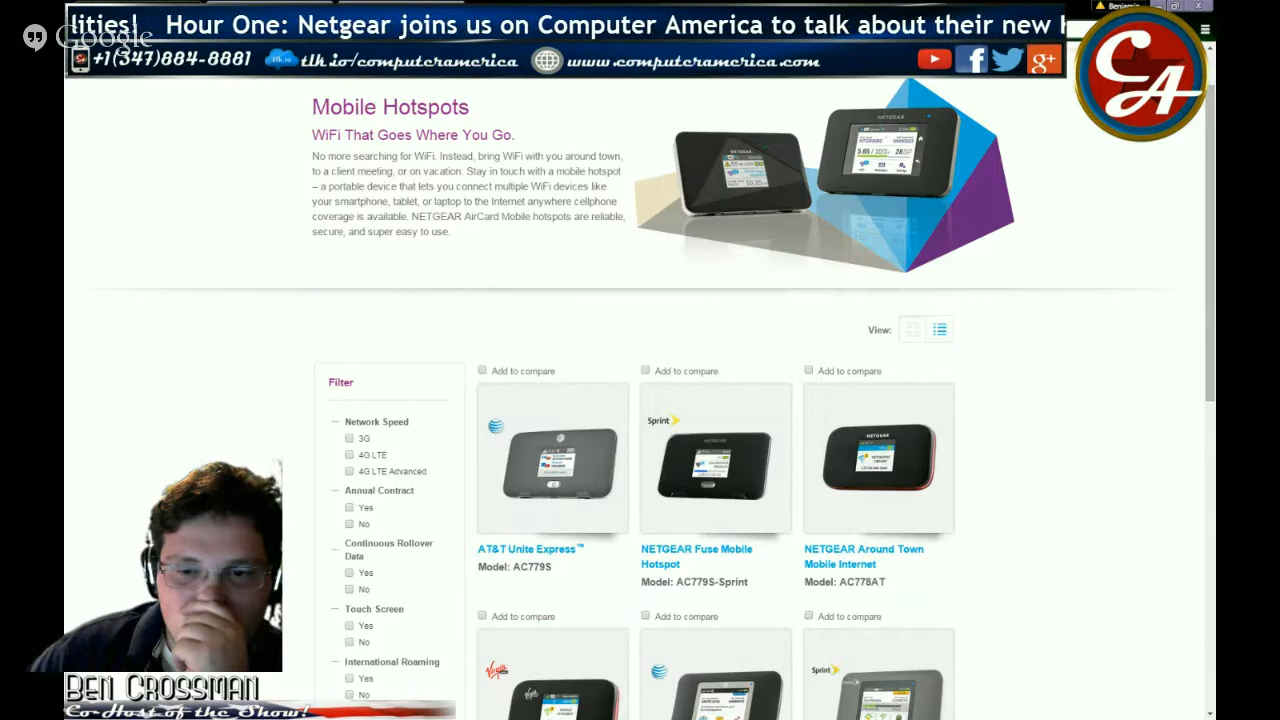 lities!    Hour One: Netgear joins us on Computer America to talk about their new
Google
+1(347)884-8881 tlk.io/computeramerica www.computeramerica.com
g+
CA
Benjamin
Mobile Hotspots
WiFi That Goes Where You Go.
No more searching for WiFi. Instead, bring WiFi with you around town,
to a client meeting, or on vacation. Stay in touch with a mobile hotspot
– a portable device that lets you connect multiple WiFi devices like
your smartphone, tablet, or laptop to the Internet anywhere cellphone
coverage is available. NETGEAR AirCard Mobile hotspots are reliable,
secure, and super easy to use.
NETGEAR
NETGEAR
View:
Filter
Network Speed
3G
4G LTE
4G LTE Advanced
Annual Contract
Yes
No
Continuous Rollover
Data
Yes
No
Touch Screen
Yes
No
International Roaming
Yes
No
Add to compare
Add to compare
Add to compare
Sprint
NETGEAR
NETGEAR
AT&T Unite Express™
Model: AC779S
NETGEAR Fuse Mobile
Hotspot
Model: AC779S-Sprint
NETGEAR Around Town
Mobile Internet
Model: AC778AT
Add to compare
Add to compare
Add to compare
Virgin
Sprint
Ben Crossman
Co-Host of the Show!